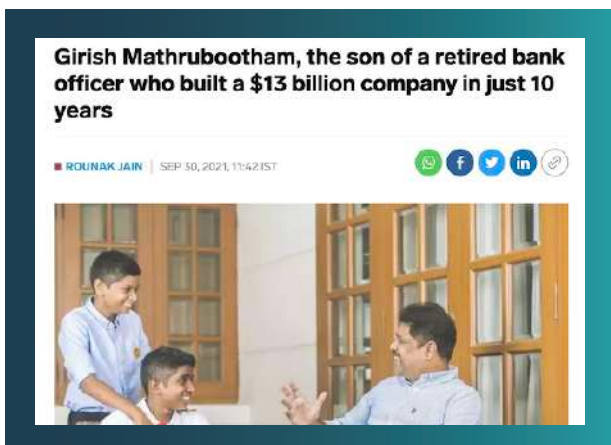 Girish Mathrubootham, the son of a retired bank
officer who built a $13 billion company in just 10
years
ROUNAK JAIN | SEP 30, 2021, 11:42 IST